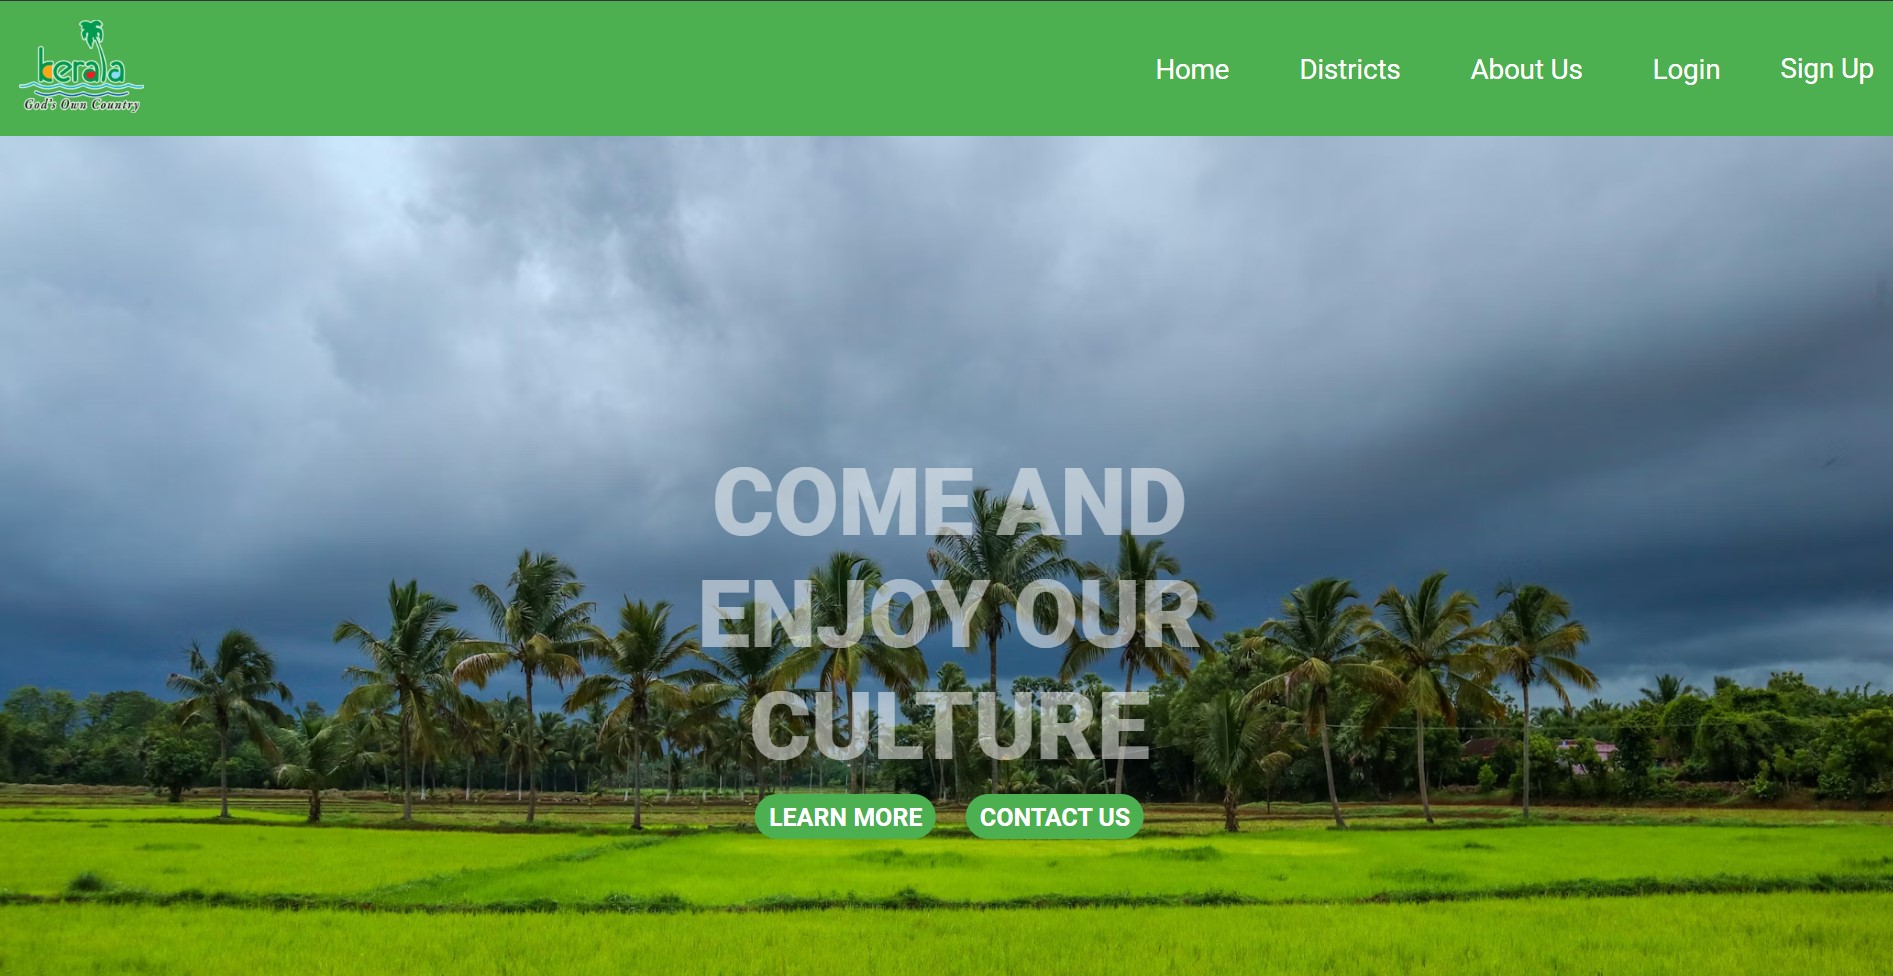 kerala
God's Own Country
Home Districts About Us Login Sign Up
COME AND
ENJOY OUR
CULTURE
LEARN MORE CONTACT US